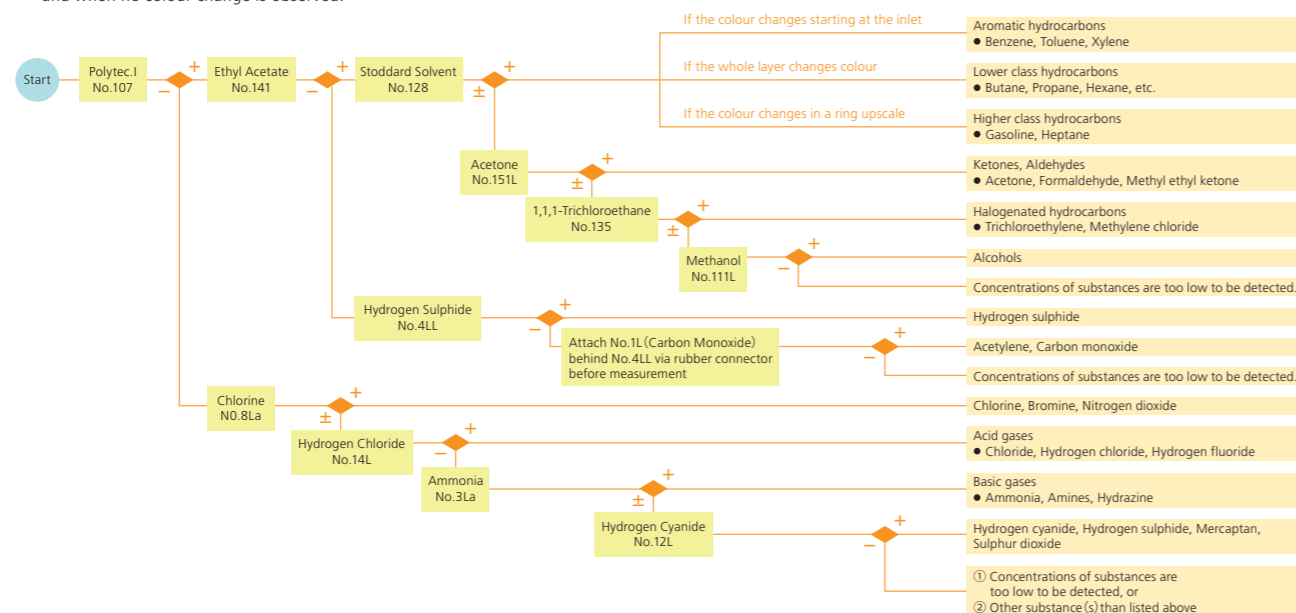 and when no colour change is observed.
Start
Polytec.I
No.107
+
−
Ethyl Acetate
No.141
+
−
Stoddard Solvent
No.128
+
±
If the colour changes starting at the inlet
Aromatic hydrocarbons
● Benzene, Toluene, Xylene
If the whole layer changes colour
Lower class hydrocarbons
● Butane, Propane, Hexane, etc.
If the colour changes in a ring upscale
Higher class hydrocarbons
● Gasoline, Heptane
Acetone
No.151L
+
±
Ketones, Aldehydes
● Acetone, Formaldehyde, Methyl ethyl ketone
1,1,1-Trichloroethane
No.135
+
±
Halogenated hydrocarbons
● Trichloroethylene, Methylene chloride
Methanol
No.111L
+
−
Alcohols
Concentrations of substances are too low to be detected.
Hydrogen Sulphide
No.4LL
+
−
Hydrogen sulphide
Attach No.1L(Carbon Monoxide)
behind No.4LL via rubber connector
before measurement
+
−
Acetylene, Carbon monoxide
Concentrations of substances are too low to be detected.
Chlorine
N0.8La
+
±
Chlorine, Bromine, Nitrogen dioxide
Hydrogen Chloride
No.14L
+
−
Acid gases
● Chloride, Hydrogen chloride, Hydrogen fluoride
Ammonia
No.3La
+
±
Basic gases
● Ammonia, Amines, Hydrazine
Hydrogen Cyanide
No.12L
+
−
Hydrogen cyanide, Hydrogen sulphide, Mercaptan,
Sulphur dioxide
① Concentrations of substances are
too low to be detected, or
② Other substance(s) than listed above